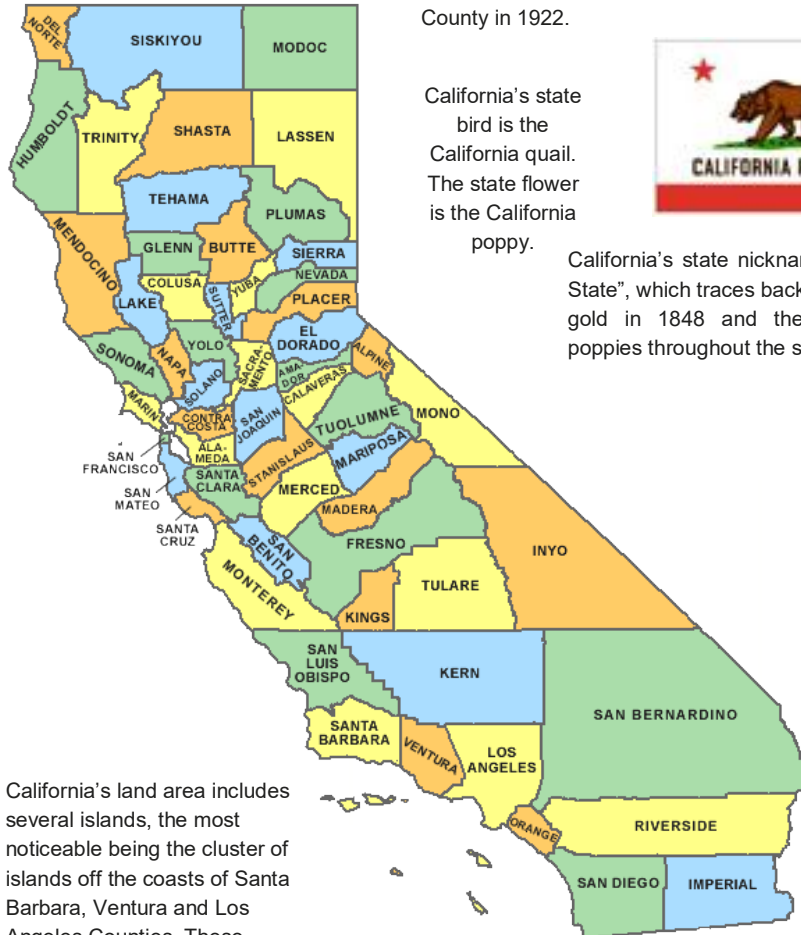 County in 1922.
California’s state
bird is the
California quail.
The state flower
is the California
poppy.
CALIFORNIA
California’s state
State”, which traces back
gold in 1848 and the
poppies throughout the
DEL
NORTE
SISKIYOU
MODOC
HUMBOLDT
TRINITY
SHASTA
LASSEN
TEHAMA
PLUMAS
MENDOCINO
GLENN
BUTTE
SIERRA
NEVADA
COLUSA
YUBA
LAKE
SUTTER
PLACER
EL
DORADO
SONOMA
NAPA
YOLO
SACRA-
MENTO
AMA-
DOR
ALPINE
SOLANO
CALAVERAS
MARIN
CONTRA
COSTA
SAN
JOAQUIN
TUOLUMNE
MONO
SAN
FRANCISCO
ALA-
MEDA
STANISLAUS
MARIPOSA
SAN
MATEO
SANTA
CLARA
MERCED
MADERA
SANTA
CRUZ
SAN
BENITO
FRESNO
INYO
MONTEREY
TULARE
KINGS
SAN
LUIS
OBISPO
KERN
SAN BERNARDINO
SANTA
BARBARA
VENTURA
LOS
ANGELES
ORANGE
RIVERSIDE
SAN DIEGO
IMPERIAL
California’s land area includes
several islands, the most
noticeable being the cluster of
islands off the coasts of Santa
Barbara, Ventura and Los
Angeles Counties. These